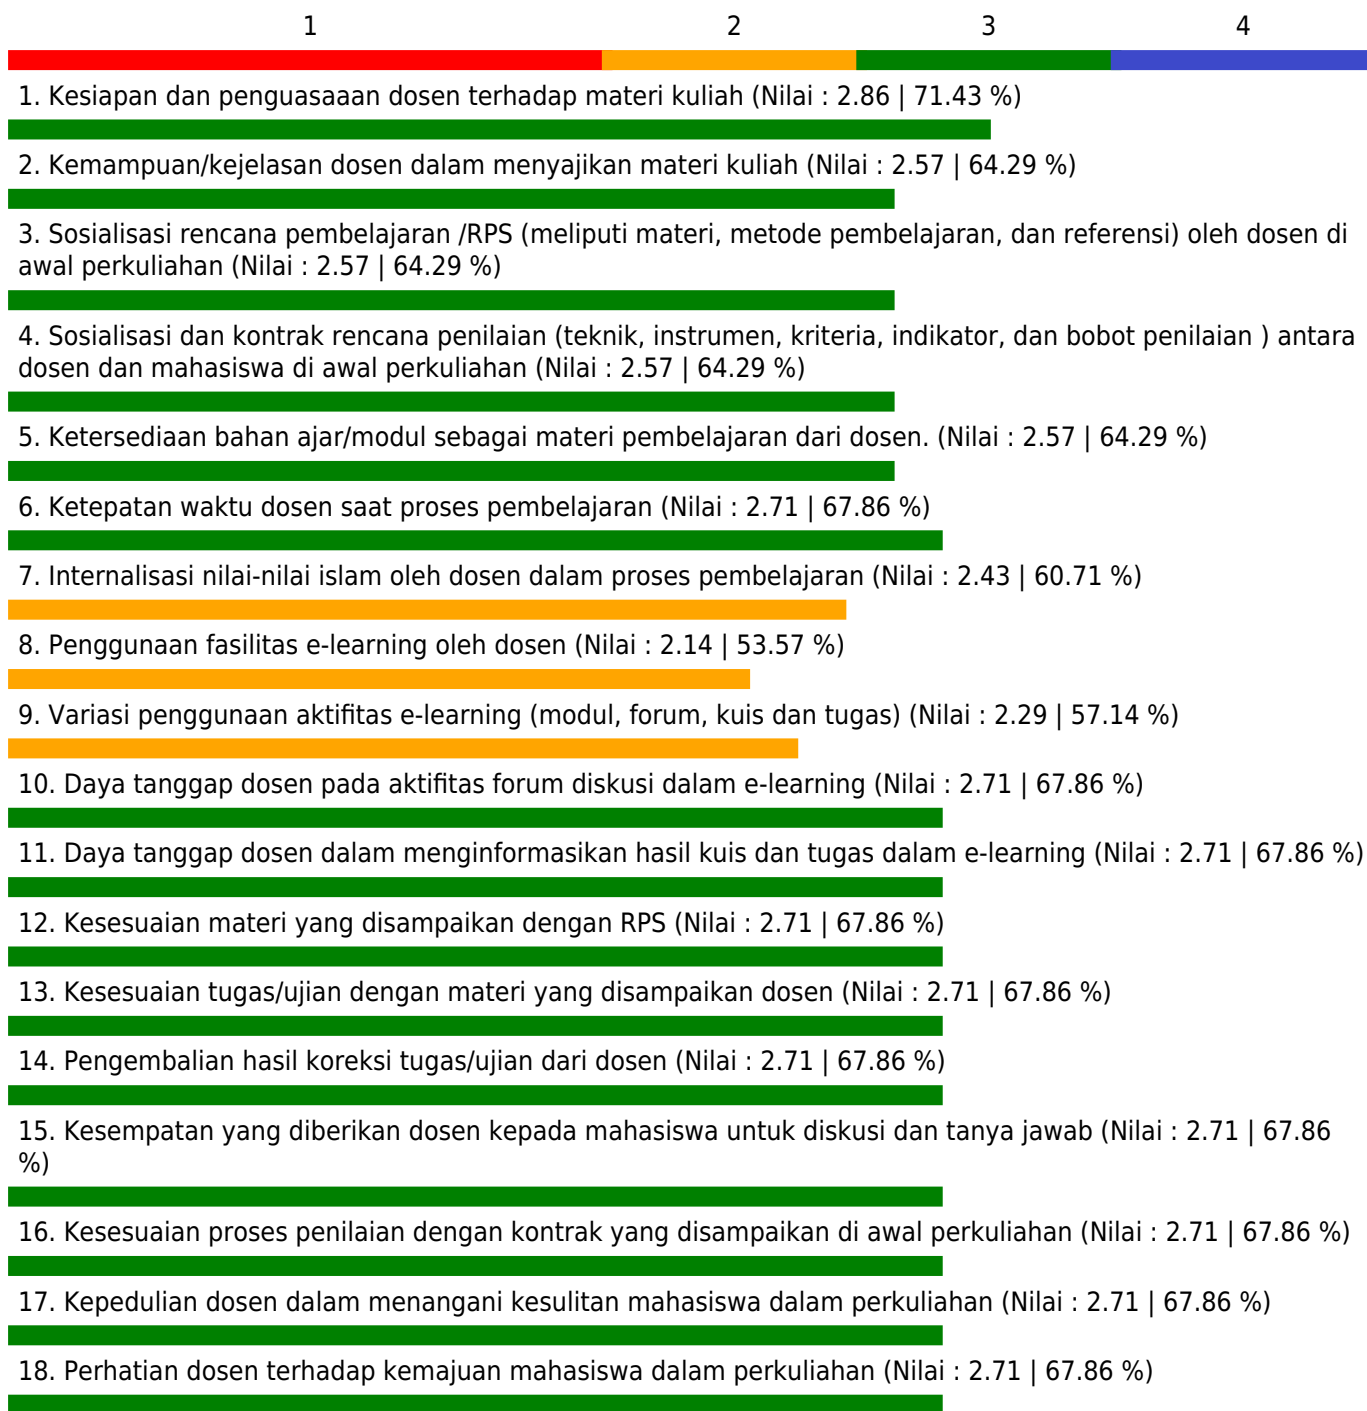 1 2 3 4
1. Kesiapan dan penguasaaan dosen terhadap materi kuliah (Nilai : 2.86 | 71.43 %)
2. Kemampuan/kejelasan dosen dalam menyajikan materi kuliah (Nilai : 2.57 | 64.29 %)
3. Sosialisasi rencana pembelajaran /RPS (meliputi materi, metode pembelajaran, dan referensi) oleh dosen di
awal perkuliahan (Nilai : 2.57 | 64.29 %)
4. Sosialisasi dan kontrak rencana penilaian (teknik, instrumen, kriteria, indikator, dan bobot penilaian ) antara
dosen dan mahasiswa di awal perkuliahan (Nilai : 2.57 | 64.29 %)
5. Ketersediaan bahan ajar/modul sebagai materi pembelajaran dari dosen. (Nilai : 2.57 | 64.29 %)
6. Ketepatan waktu dosen saat proses pembelajaran (Nilai : 2.71 | 67.86 %)
7. Internalisasi nilai-nilai islam oleh dosen dalam proses pembelajaran (Nilai : 2.43 | 60.71 %)
8. Penggunaan fasilitas e-learning oleh dosen (Nilai : 2.14 | 53.57 %)
9. Variasi penggunaan aktifitas e-learning (modul, forum, kuis dan tugas) (Nilai : 2.29 | 57.14 %)
10. Daya tanggap dosen pada aktifitas forum diskusi dalam e-learning (Nilai : 2.71 | 67.86 %)
11. Daya tanggap dosen dalam menginformasikan hasil kuis dan tugas dalam e-learning (Nilai : 2.71 | 67.86 %)
12. Kesesuaian materi yang disampaikan dengan RPS (Nilai : 2.71 | 67.86 %)
13. Kesesuaian tugas/ujian dengan materi yang disampaikan dosen (Nilai : 2.71 | 67.86 %)
14. Pengembalian hasil koreksi tugas/ujian dari dosen (Nilai : 2.71 | 67.86 %)
15. Kesempatan yang diberikan dosen kepada mahasiswa untuk diskusi dan tanya jawab (Nilai : 2.71 | 67.86
%)
16. Kesesuaian proses penilaian dengan kontrak yang disampaikan di awal perkuliahan (Nilai : 2.71 | 67.86 %)
17. Kepedulian dosen dalam menangani kesulitan mahasiswa dalam perkuliahan (Nilai : 2.71 | 67.86 %)
18. Perhatian dosen terhadap kemajuan mahasiswa dalam perkuliahan (Nilai : 2.71 | 67.86 %)